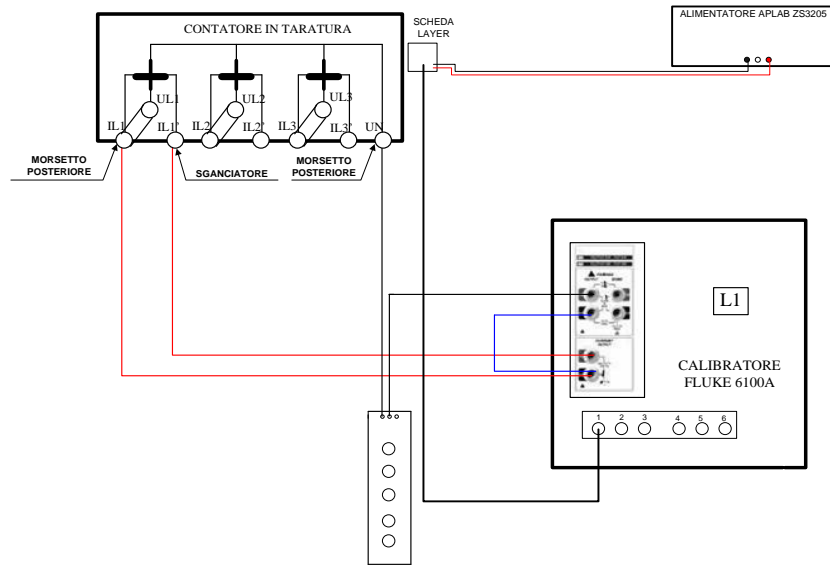 CONTATORE IN TARATURA
SCHEDA
LAYER
ALIMENTATORE APLAB ZS3205
UL1
UL2
UL3
IL1
IL1'
IL2
IL2'
IL3
IL3'
UN
MORSETTO
POSTERIORE
SGANCIATORE
MORSETTO
POSTERIORE
L1
CALIBRATORE
FLUKE 6100A
1 2 3 4 5 6